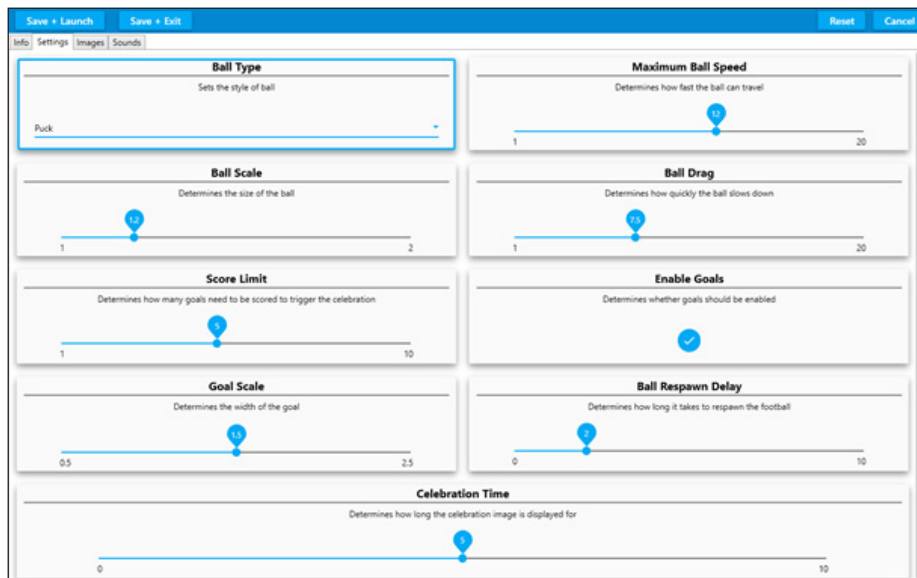 Save + Launch Save + Exit Reset Cancel
Info Settings Images Sounds
Ball Type
Sets the style of ball
Puck
Maximum Ball Speed
Determines how fast the ball can travel
12
1 20
Ball Scale
Determines the size of the ball
1.2
1 2
Ball Drag
Determines how quickly the ball slows down
7.5
1 20
Score Limit
Determines how many goals need to be scored to trigger the celebration
5
1 10
Enable Goals
Determines whether goals should be enabled
Goal Scale
Determines the width of the goal
1.5
0.5 2.5
Ball Respawn Delay
Determines how long it takes to respawn the football
2
0 10
Celebration Time
Determines how long the celebration image is displayed for
5
0 10